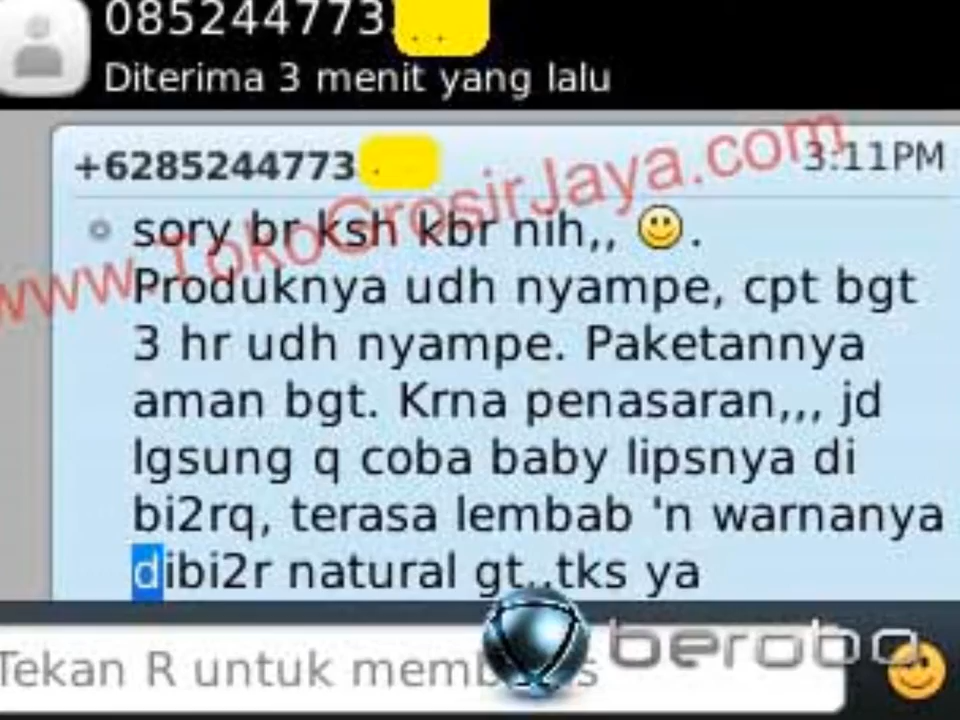 085244773
Diterima 3 menit yang lalu
+6285244773
3:11PM
sory br ksh kbr nih,,  .
Produknya udh nyampe, cpt bgt
3 hr udh nyampe. Paketannya
aman bgt. Krna penasaran,,, jd
lgsung q coba baby lipsnya di
bi2rq, terasa lembab 'n warnanya
dibi2r natural gt..tks ya
www.TokoGrosirJaya.com
Tekan R untuk
berobo